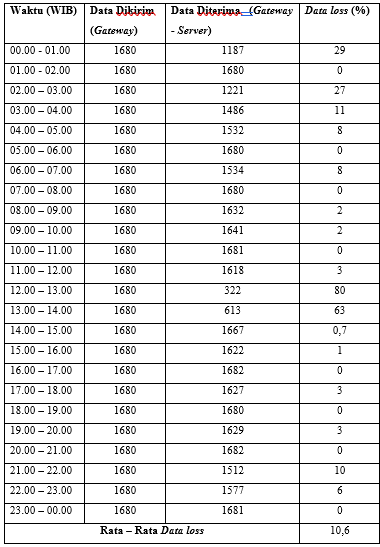 Waktu (WIB) Data Dikirim (Gateway) Data Diterima (Gateway - Server) Data loss (%)
00.00 - 01.00 1680 1187 29
01.00 - 02.00 1680 1680 0
02.00 – 03.00 1680 1221 27
03.00 – 04.00 1680 1486 11
04.00 – 05.00 1680 1532 8
05.00 – 06.00 1680 1680 0
06.00 – 07.00 1680 1534 8
07.00 – 08.00 1680 1680 0
08.00 – 09.00 1680 1632 2
09.00 – 10.00 1680 1641 2
10.00 – 11.00 1680 1681 0
11.00 – 12.00 1680 1618 3
12.00 – 13.00 1680 322 80
13.00 – 14.00 1680 613 63
14.00 – 15.00 1680 1667 0,7
15.00 – 16.00 1680 1622 1
16.00 – 17.00 1680 1682 0
17.00 – 18.00 1680 1627 3
18.00 – 19.00 1680 1680 0
19.00 – 20.00 1680 1629 3
20.00 – 21.00 1680 1682 0
21.00 – 22.00 1680 1512 10
22.00 – 23.00 1680 1577 6
23.00 – 00.00 1680 1681 0
Rata – Rata Data loss 10,6